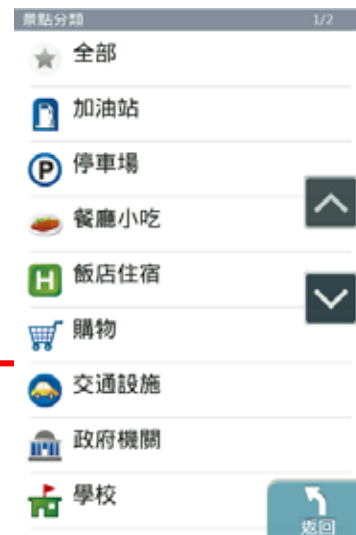 景點分類 1/2
全部
加油站
P 停車場
餐廳小吃
H 飯店住宿
購物
交通設施
政府機關
學校
返回